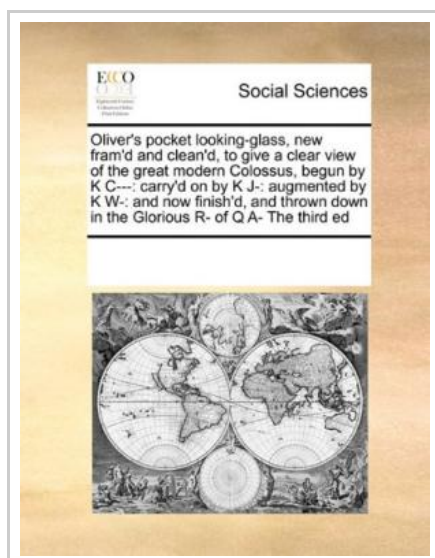 ECCO
Social Sciences
Oliver's pocket looking-glass, new
fram'd and clean'd, to give a clear view
of the great modern Colossus, begun by
K C---: carry'd on by K J-: augmented by
K W-: and now finish'd, and thrown down
in the Glorious R- of Q A- The third ed